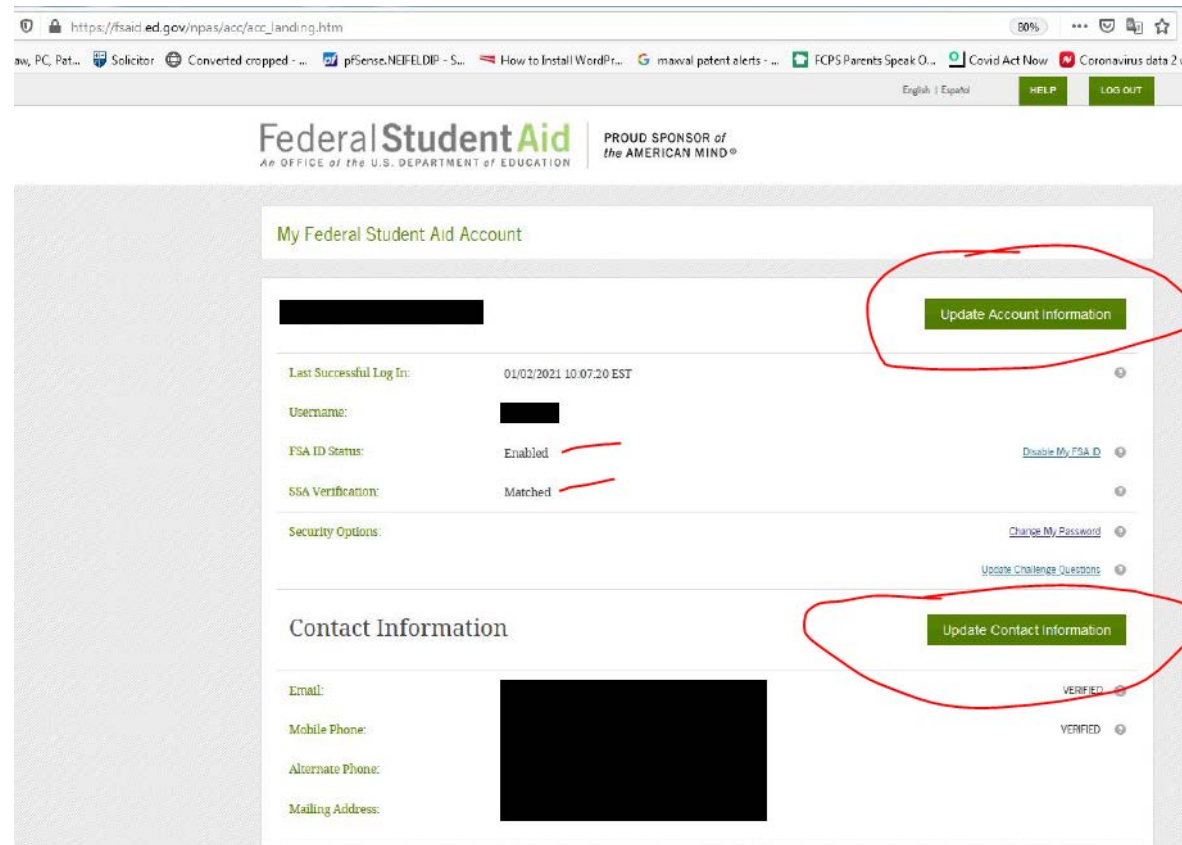 https://fsaid.ed.gov/npas/acc/acc_landing.htm 80%
aw, PC, Pat... Solicitor Converted cropped - ... pfSense.NEIFELDIP - S... How to Install WordPr... maxval patent alerts - ... FCPS Parents Speak O... Covid Act Now Coronavirus data 2
English | Español HELP LOG OUT
Federal Student Aid PROUD SPONSOR of
An OFFICE of the U.S. DEPARTMENT of EDUCATION the AMERICAN MIND®
My Federal Student Aid Account
Update Account Information
Last Successful Log In: 01/02/2021 10:07:20 EST
Username:
FSA ID Status: Enabled Disable My FSA ID
SSA Verification: Matched
Security Options: Change My Password
Update Challenge Questions
Contact Information Update Contact Information
Email: VERIFIED
Mobile Phone: VERIFIED
Alternate Phone:
Mailing Address: